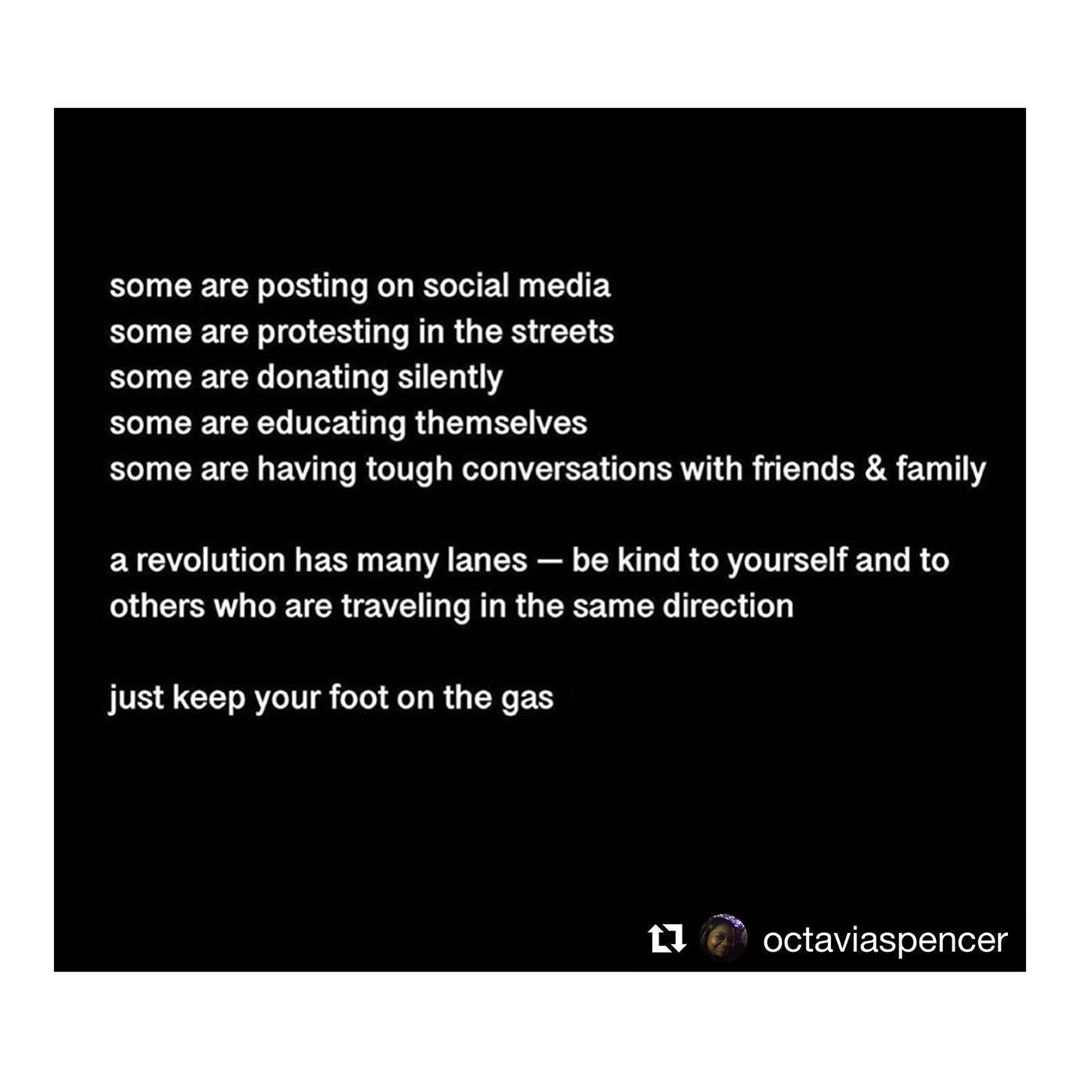 some are posting on social media
some are protesting in the streets
some are donating silently
some are educating themselves
some are having tough conversations with friends & family
a revolution has many lanes — be kind to yourself and to
others who are traveling in the same direction
just keep your foot on the gas
octaviaspencer